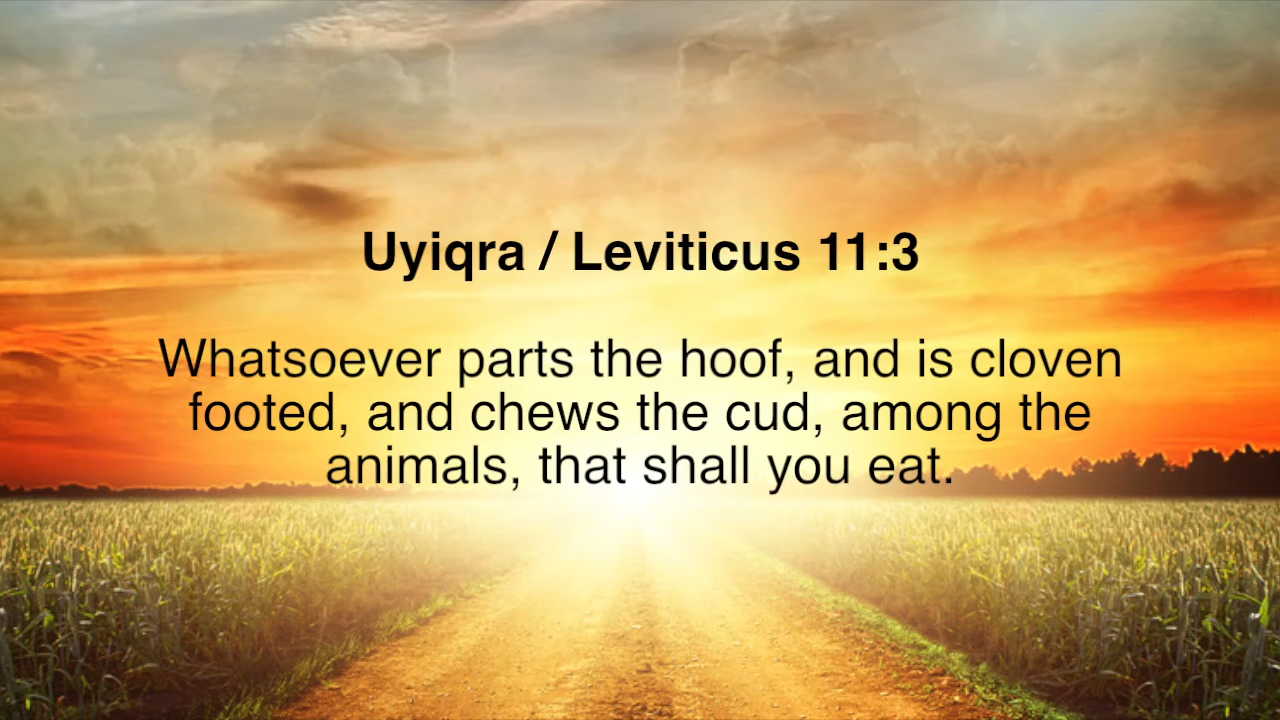 Uyiqra / Leviticus 11:3
Whatsoever parts the hoof, and is cloven
footed, and chews the cud, among the
animals, that shall you eat.